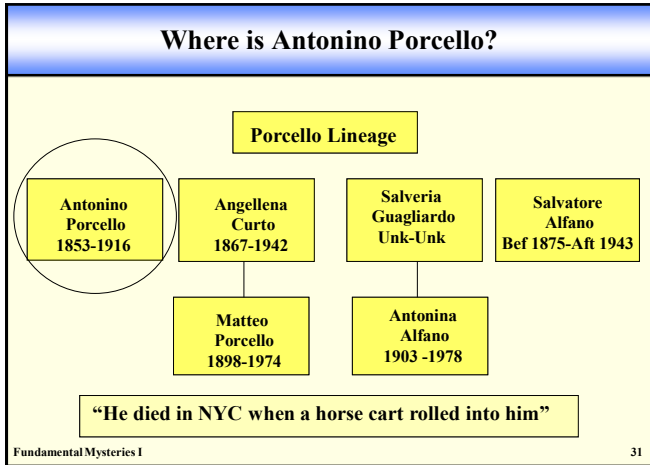 Where is Antonino Porcello?
Porcello Lineage
Antonino
Porcello
1853-1916
Angellena
Curto
1867-1942
Salveria
Guagliardo
Unk-Unk
Salvatore
Alfano
Bef 1875-Aft 1943
Matteo
Porcello
1898-1974
Antonina
Alfano
1903 -1978
“He died in NYC when a horse cart rolled into him”
Fundamental Mysteries I 31